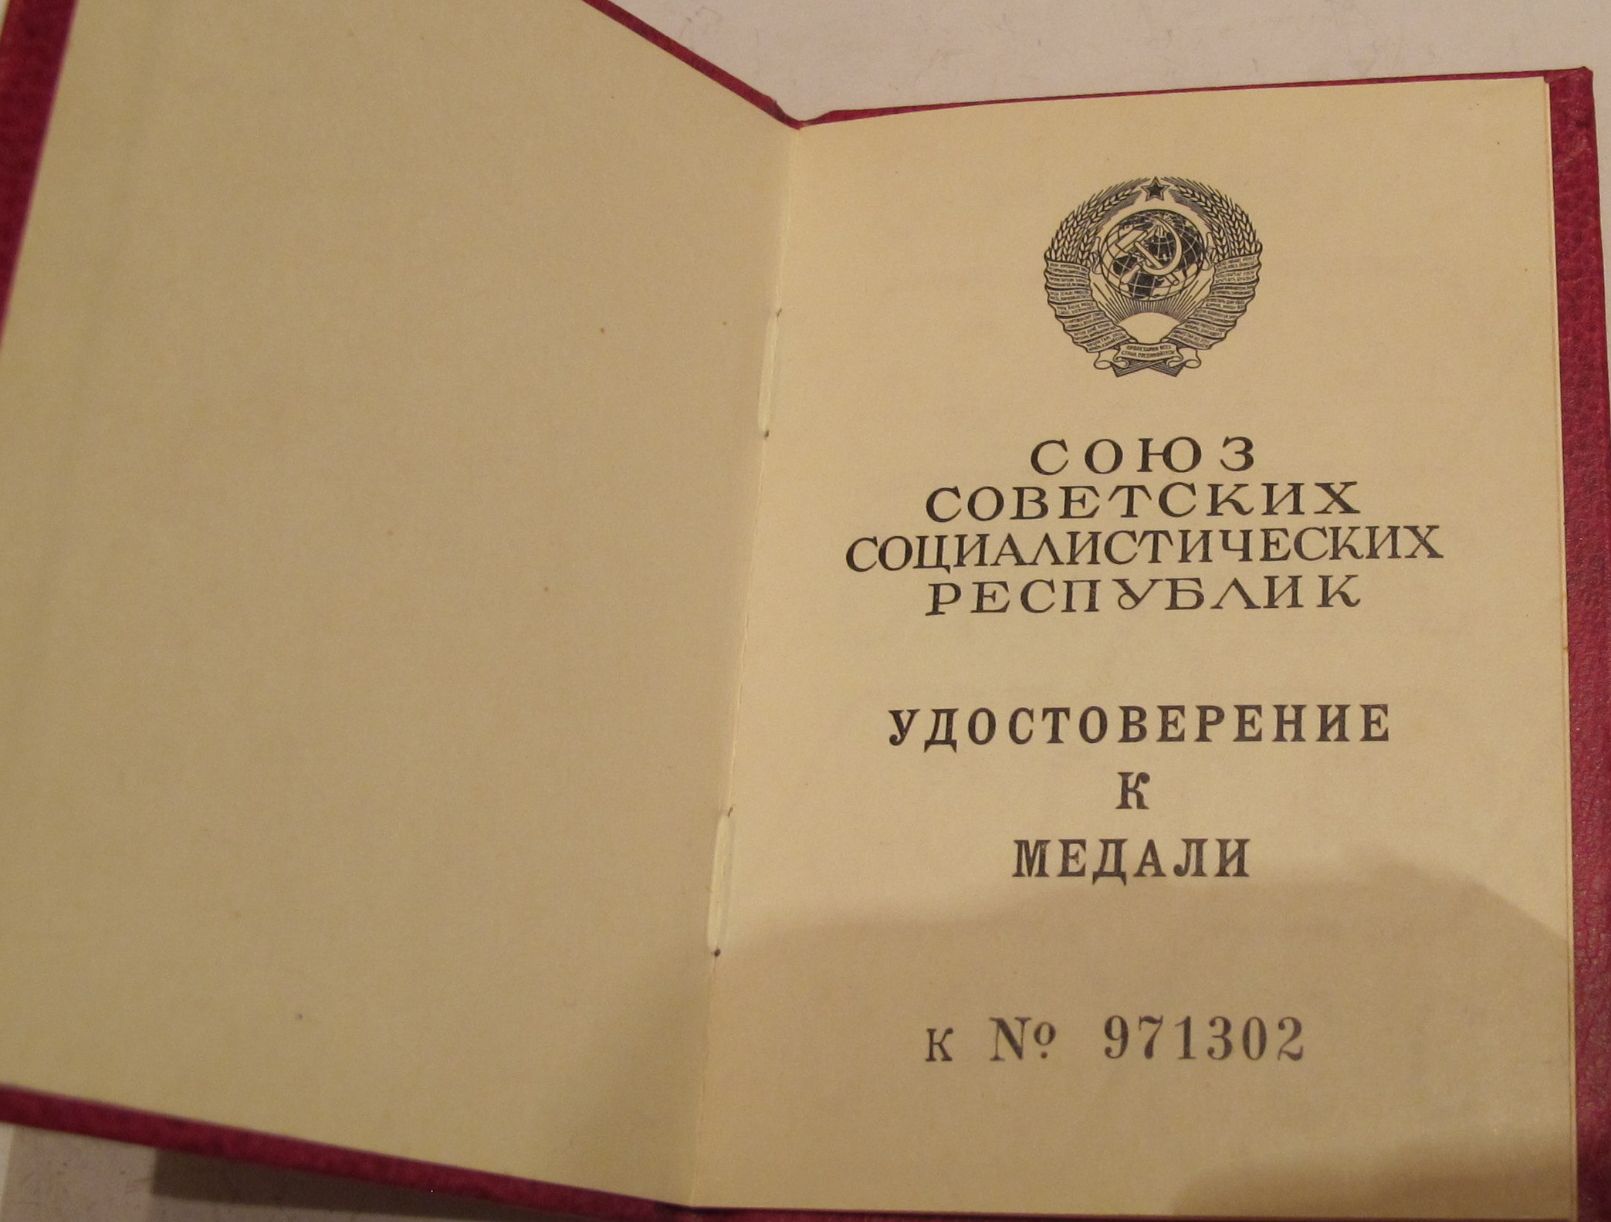 СОЮЗ
СОВЕТСКИХ
СОЦИАЛИСТИЧЕСКИХ
РЕСПУБЛИК
УДОСТОВЕРЕНИЕ
К
МЕДАЛИ
К № 971302